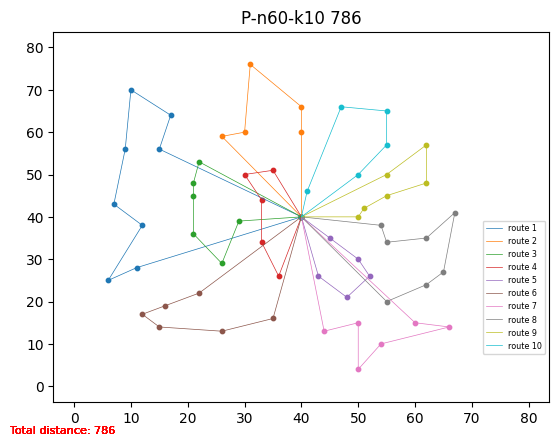 P-n60-k10 786
80
70
60
50
40
30
20
10
0
0 10 20 30 40 50 60 70 80
route 1
route 2
route 3
route 4
route 5
route 6
route 7
route 8
route 9
route 10
Total distance: 786